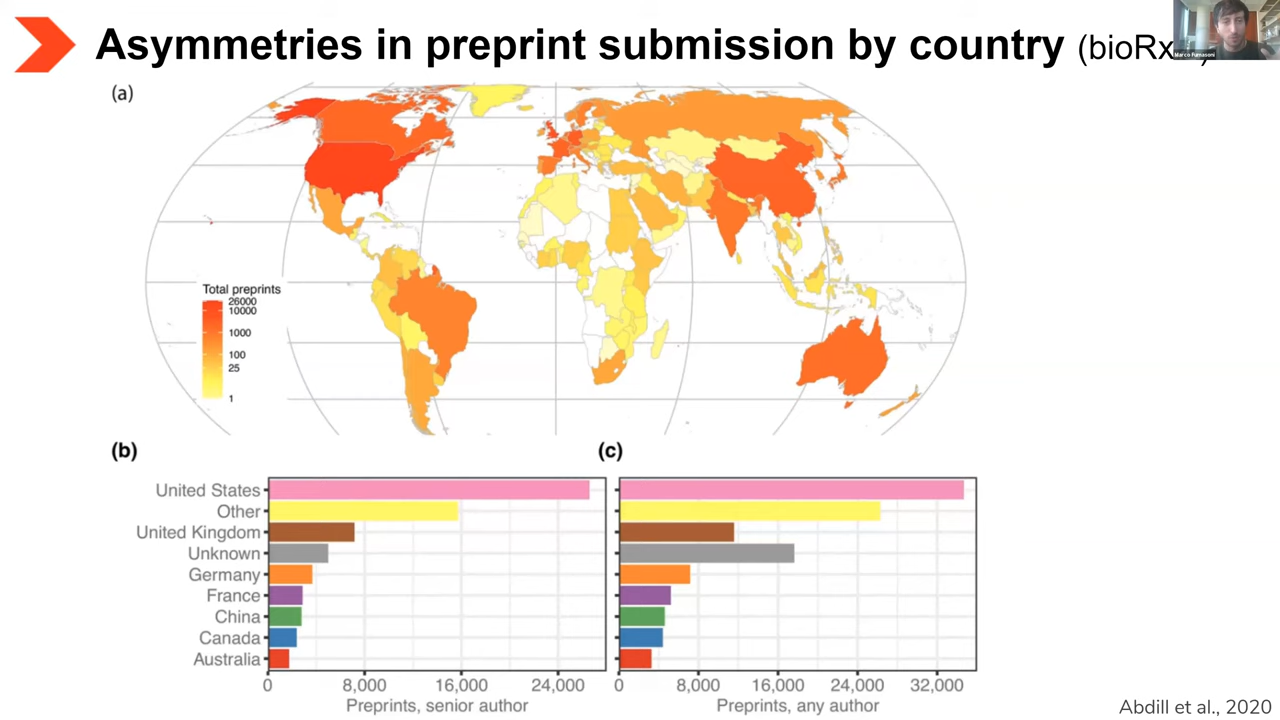 Asymmetries in preprint submission by country (bioRx
Marco Fumasoni
(a)
Total preprints
26000
10000
1000
100
25
1
(b)
United States
Other
United Kingdom
Unknown
Germany
France
China
Canada
Australia
0 8,000 16,000 24,000
Preprints, senior author
(c)
0 8,000 16,000 24,000 32,000
Preprints, any author
Abdill et al., 2020